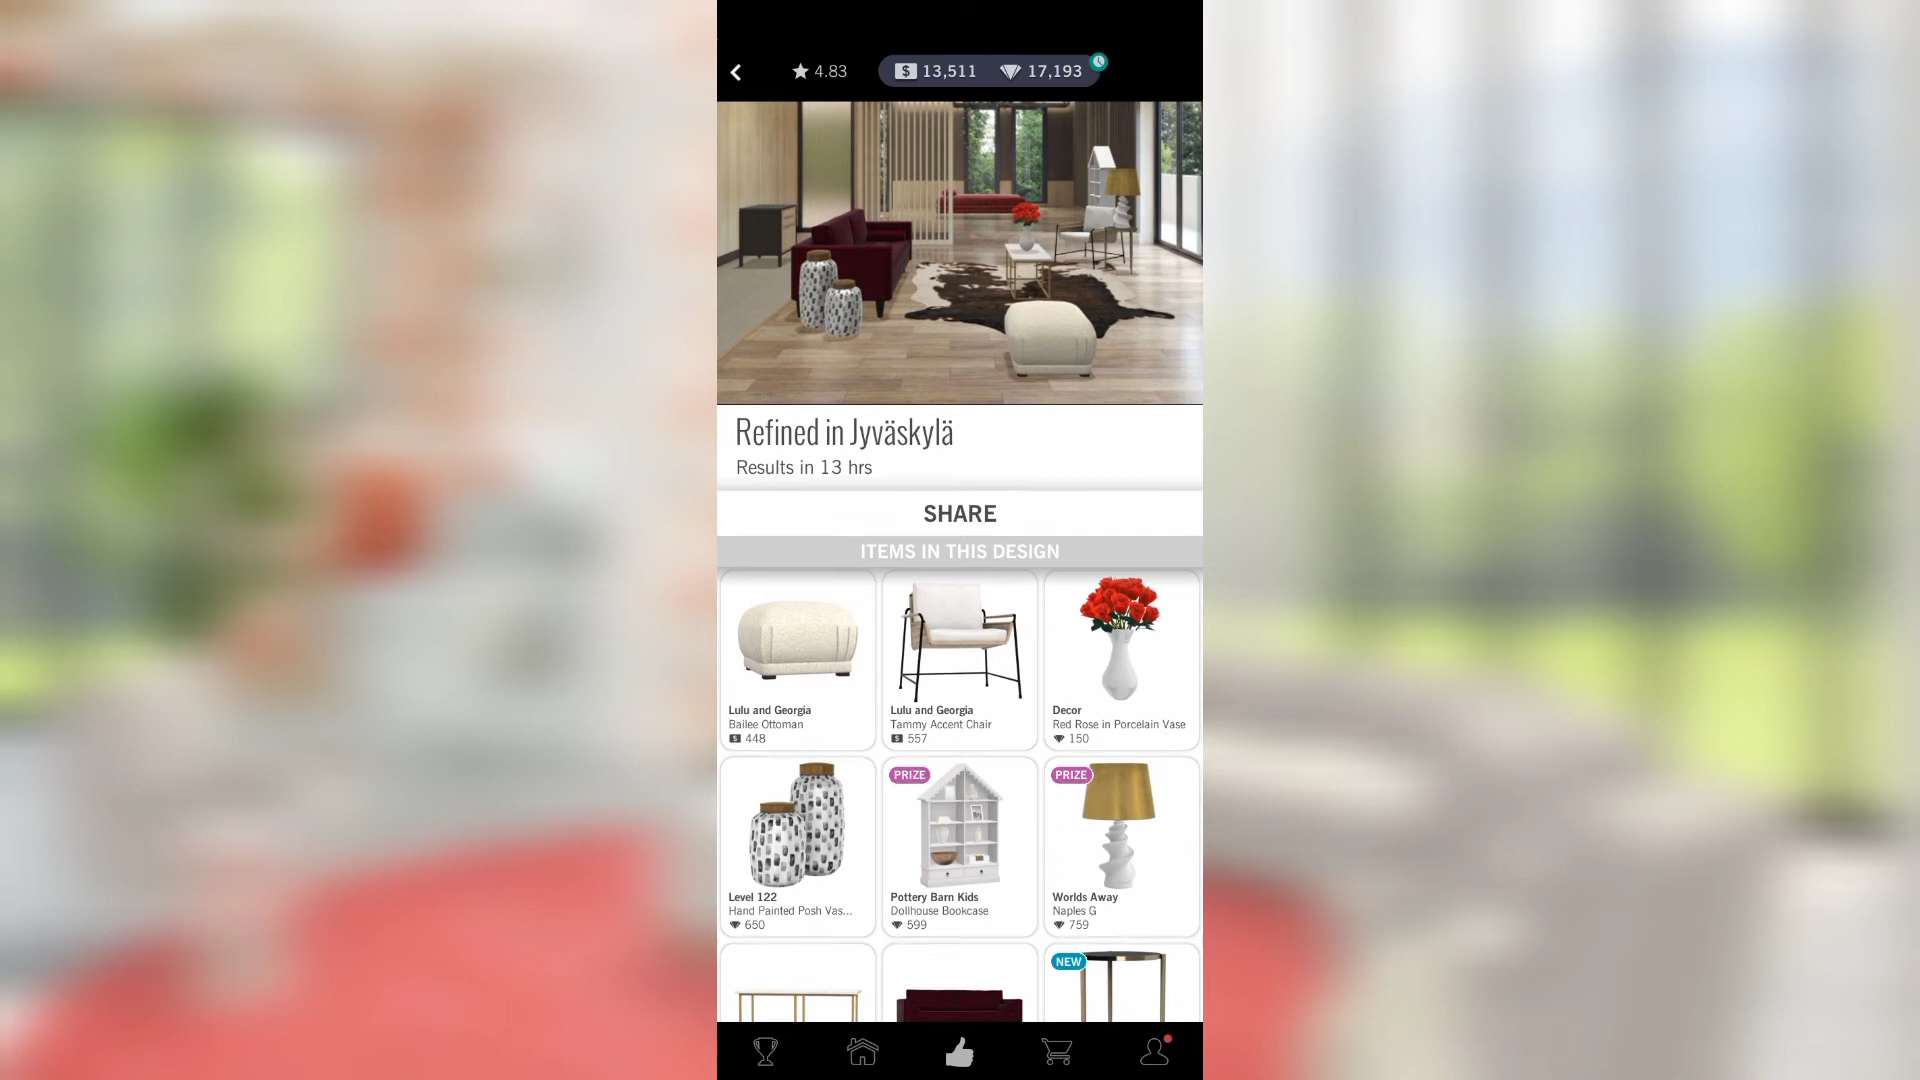 4.83
$ 13,511
17,193
Refined in Jyväskylä
Results in 13 hrs
SHARE
ITEMS IN THIS DESIGN
Lulu and Georgia
Bailee Ottoman
$ 448
Lulu and Georgia
Tammy Accent Chair
$ 557
Decor
Red Rose in Porcelain Vase
150
Level 122
Hand Painted Posh Vas...
650
PRIZE
Pottery Barn Kids
Dollhouse Bookcase
599
PRIZE
Worlds Away
Naples G
759
NEW